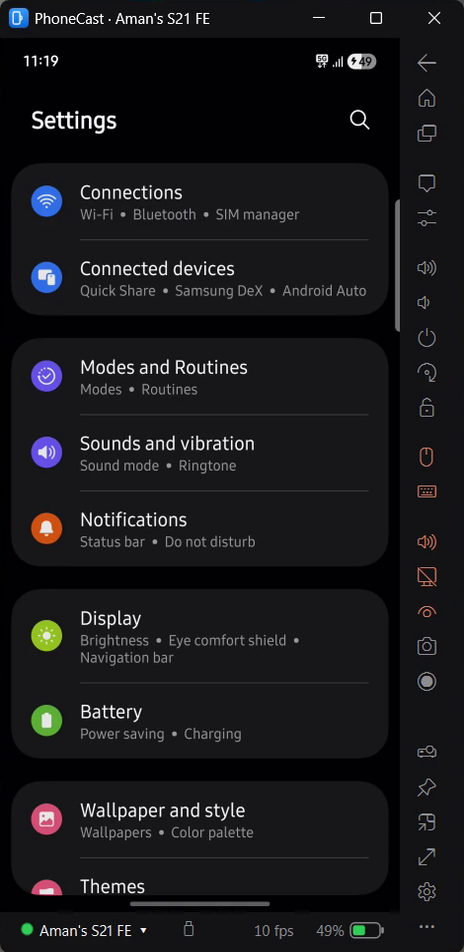 PhoneCast · Aman's S21 FE
11:19
5G
49
Settings
Connections
Wi-Fi • Bluetooth • SIM manager
Connected devices
Quick Share • Samsung DeX • Android Auto
Modes and Routines
Modes • Routines
Sounds and vibration
Sound mode • Ringtone
Notifications
Status bar • Do not disturb
Display
Brightness • Eye comfort shield •
Navigation bar
Battery
Power saving • Charging
Wallpaper and style
Wallpapers • Color palette
Themes
Aman's S21 FE
10 fps
49%